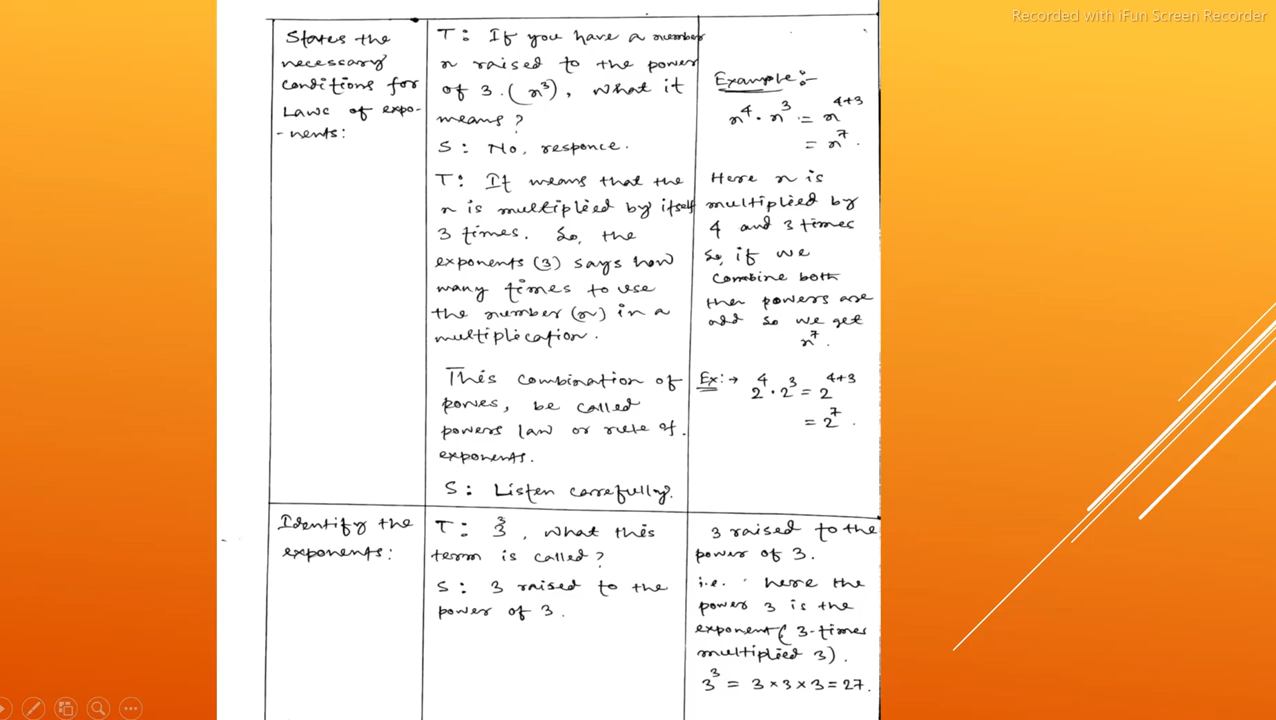 Recorded with iFun Screen Recorder
States the
necessary
conditions for
Laws of expo-
-nents:
T: If you have a number
n raised to the power
of 3. (n³), what it
means?
S: No, responce.
T: It means that the
n is multiplied by itself
3 times. So, the
exponents (3) says how
many times to use
the number (n) in a
multiplication.
This combination of
powes, be called
powers law or rule of.
exponents.
S: Listen carrefully.
Example:-
n⁴ . n³ = n⁴⁺³
= n⁷.
Here n is
multiplied by
4 and 3 times
So, if we
combine both
then powers are
add so we get
n⁷.
Ex:→ 2⁴ . 2³ = 2⁴⁺³
= 2⁷.
Identify the
exponents:
T: 3³, what this
term is called?
S: 3 raised to the
power of 3.
3 raised to the
power of 3.
i.e. here the
power 3 is the
exponent (3-times
multiplied 3).
3³ = 3 × 3 × 3 = 27.